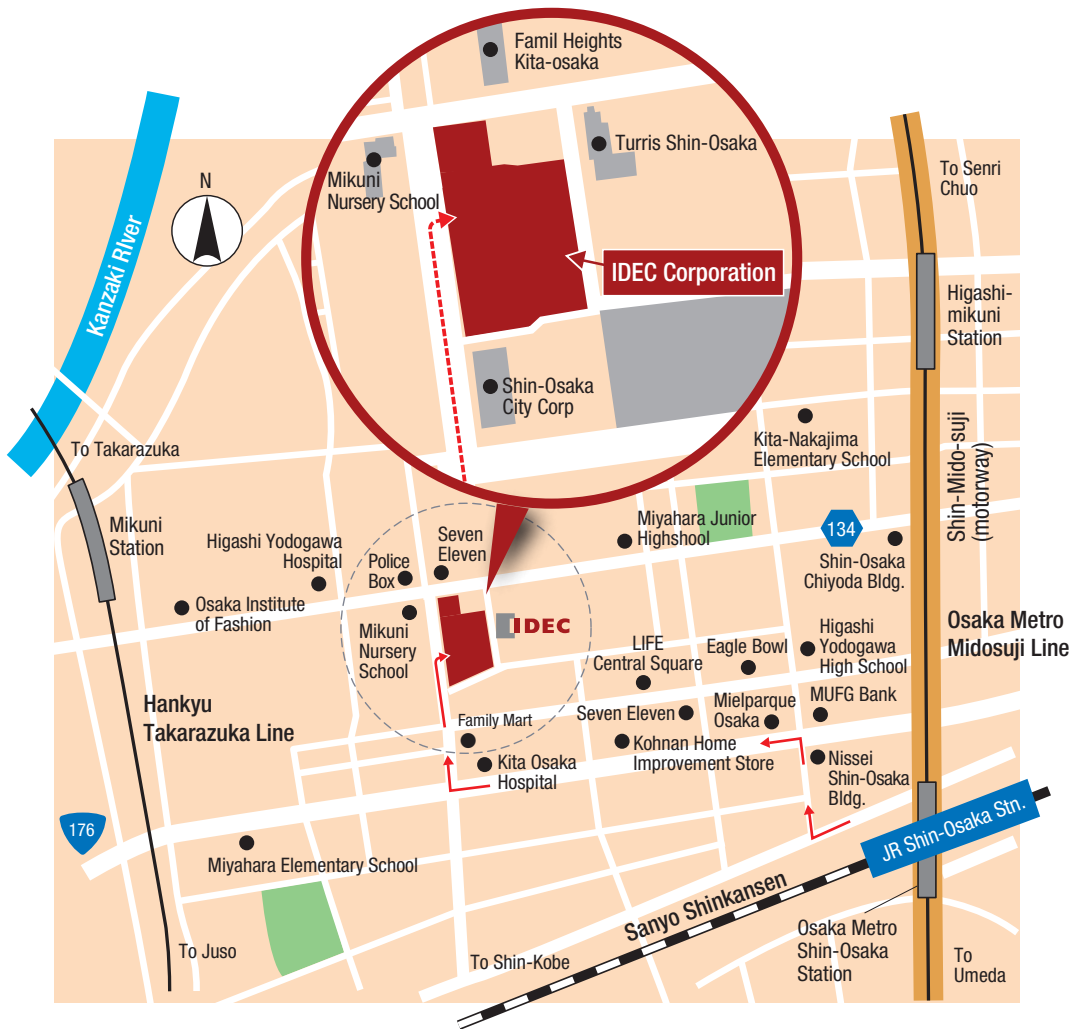 Famil Heights
Kita-osaka
Turris Shin-Osaka
Mikuni
Nursery School
N
Kanzaki RIver
To Senri
Chuo
IDEC Corporation
Higashi-
mikuni
Station
Shin-Osaka
City Corp
To Takarazuka
Kita-Nakajima
Elementary School
Shin-Mido-suji
(motorway)
Mikuni
Station
Higashi Yodogawa
Hospital
Police
Box
Seven
Eleven
Miyahara Junior
Highshool
134
Shin-Osaka
Chiyoda Bldg.
Osaka Institute
of Fashion
Mikuni
Nursery
School
IDEC
LIFE
Central Square
Eagle Bowl
Higashi
Yodogawa
High School
Osaka Metro
Midosuji Line
Hankyu
Takarazuka Line
Family Mart
Seven Eleven
Mielparque
Osaka
MUFG Bank
Kita Osaka
Hospital
Kohnan Home
Improvement Store
Nissei
Shin-Osaka
Bldg.
176
JR Shin-Osaka Stn.
Miyahara Elementary School
Sanyo Shinkansen
To Juso
To Shin-Kobe
Osaka Metro
Shin-Osaka
Station
To
Umeda